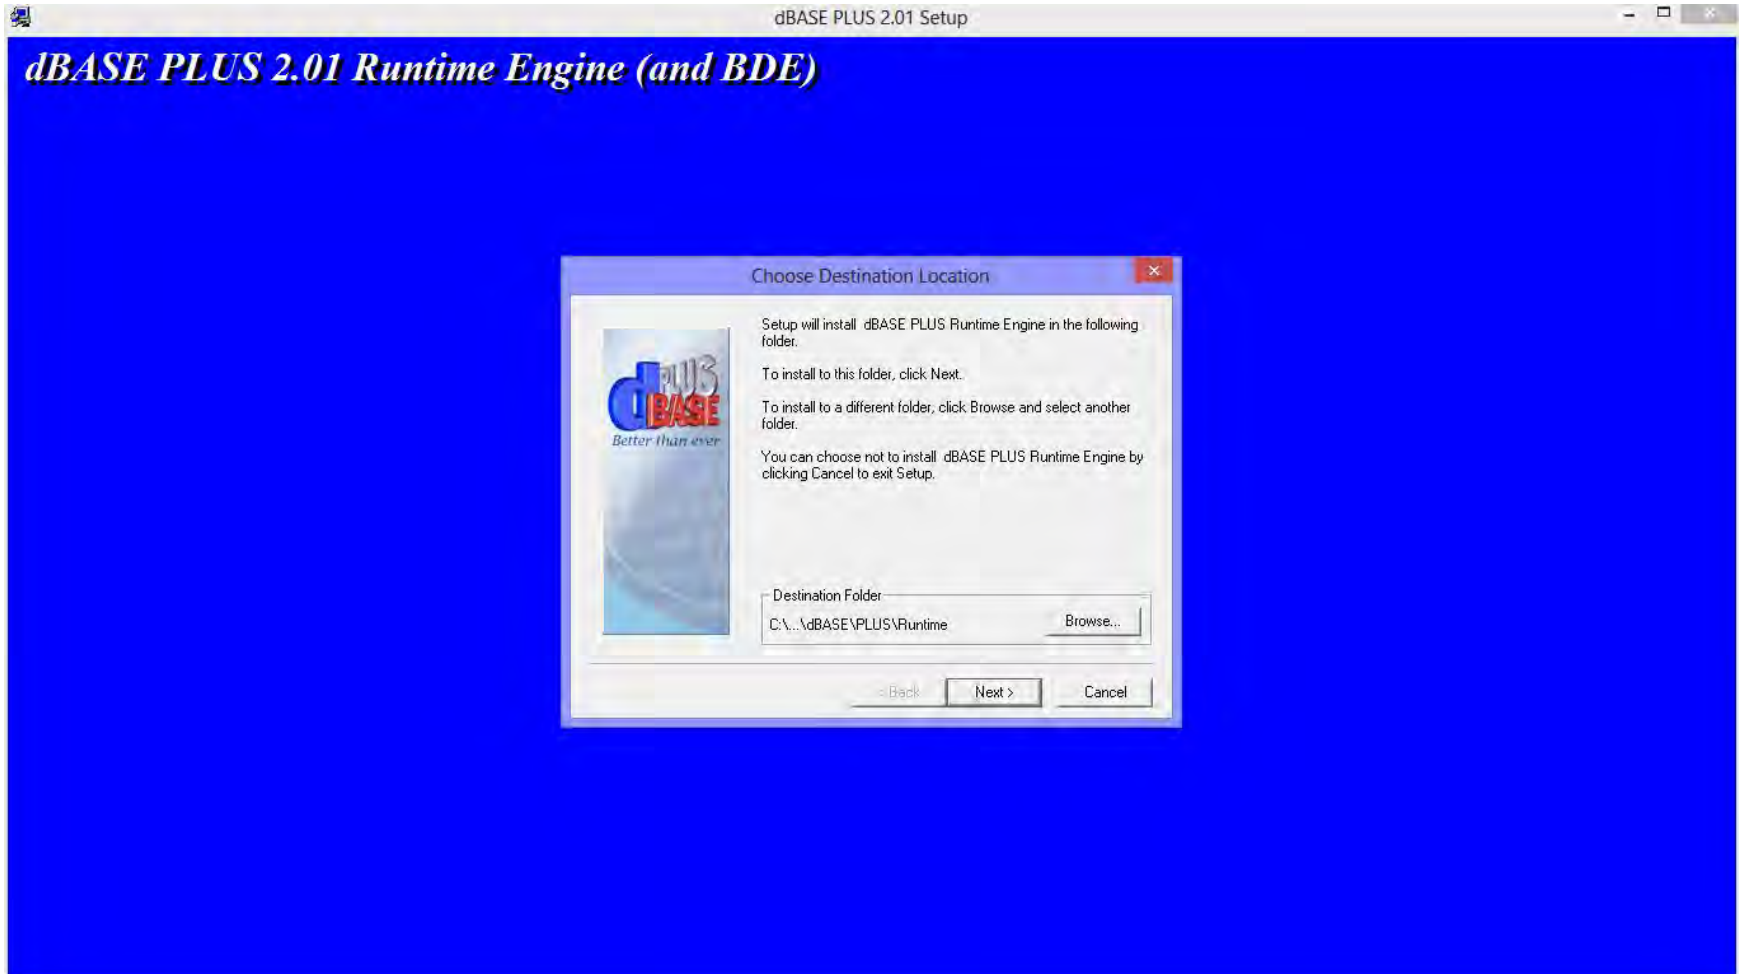 dBASE PLUS 2.01 Setup
dBASE PLUS 2.01 Runtime Engine (and BDE)
Choose Destination Location
Setup will install dBASE PLUS Runtime Engine in the following
folder.
To install to this folder, click Next.
To install to a different folder, click Browse and select another
folder.
You can choose not to install dBASE PLUS Runtime Engine by
clicking Cancel to exit Setup.
dBASE PLUS
Better than ever
Destination Folder
C:\...\dBASE\PLUS\Runtime
Browse...
< Back
Next >
Cancel